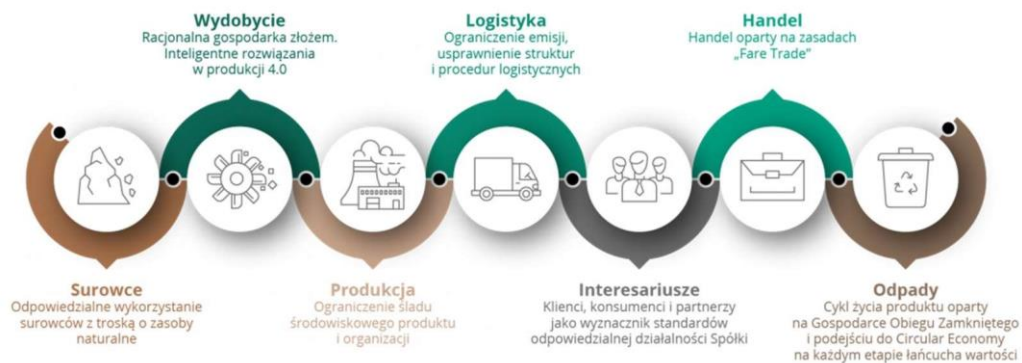 Wydobycie
Racjonalna gospodarka złożem.
Inteligentne rozwiązania
w produkcji 4.0
Logistyka
Ograniczenie emisji,
usprawnienie struktur
i procedur logistycznych
Handel
Handel oparty na zasadach
„Fare Trade”
Surowce
Odpowiedzialne wykorzystanie
surowców z troską o zasoby
naturalne
Produkcja
Ograniczenie śladu
środowiskowego produktu
i organizacji
Interesariusze
Klienci, konsumenci i partnerzy
jako wyznacznik standardów
odpowiedzialnej działalności Spółki
Odpady
Cykl życia produktu oparty
na Gospodarce Obiegu Zamkniętego
i podejściu do Circular Economy
na każdym etapie łańcucha wartości